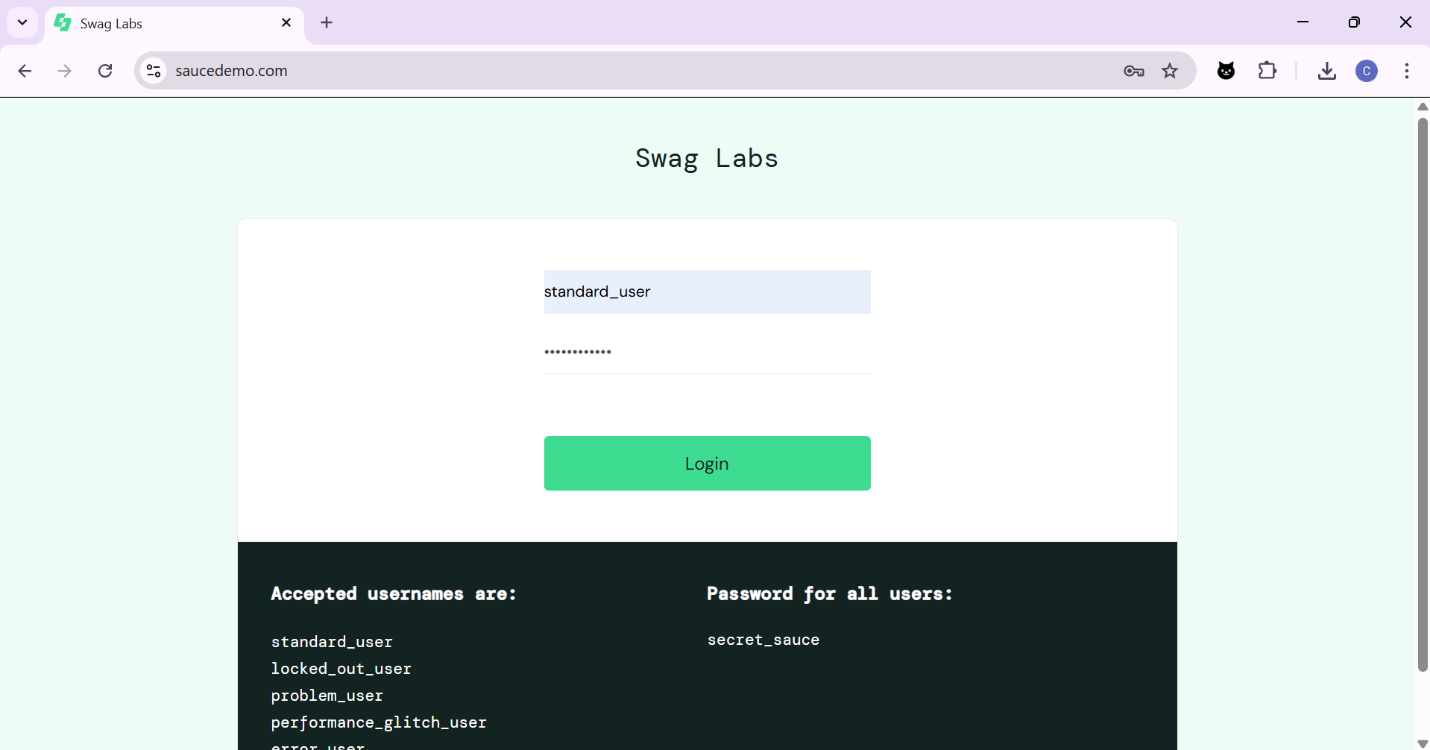 Swag Labs
saucedemo.com
C
Swag Labs
standard_user
••••••••••••
Login
Accepted usernames are:
standard_user
locked_out_user
problem_user
performance_glitch_user
error_user
Password for all users:
secret_sauce